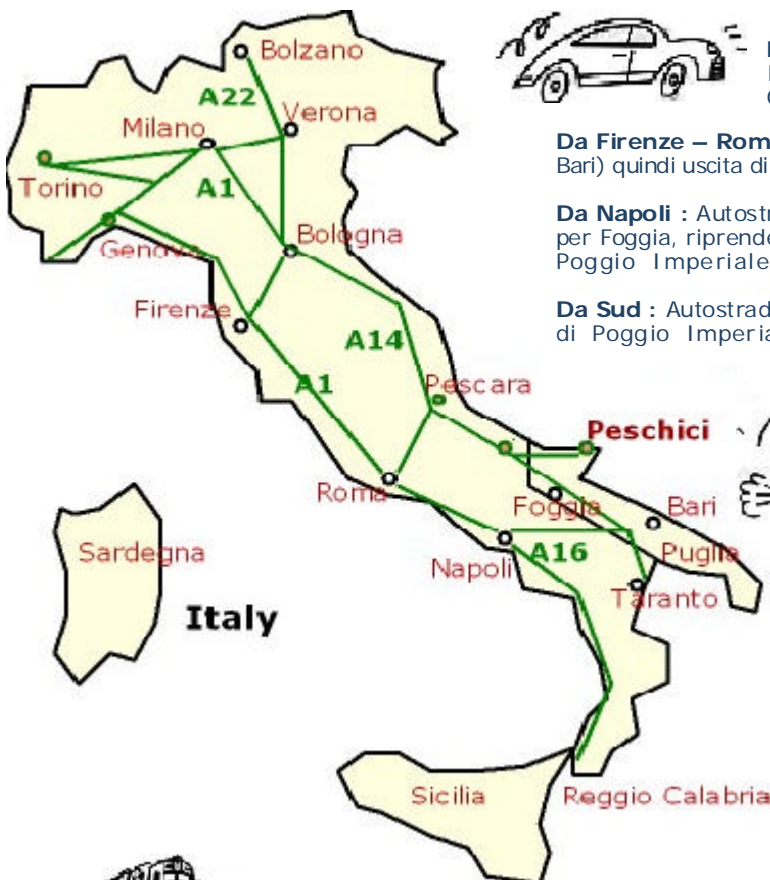 Bolzano
A22
Verona
Milano
Torino
A1
Genova
Bologna
Firenze
A14
A1
Pescara
Peschici
Roma
Foggia
Bari
Napoli
A16
Puglia
Taranto
Sardegna
Italy
Sicilia
Reggio Calabria
Da Firenze – Rom
Bari) quindi uscita di
Da Napoli : Autostr
per Foggia, riprende
Poggio Imperiale
Da Sud : Autostrad
di Poggio Imperia